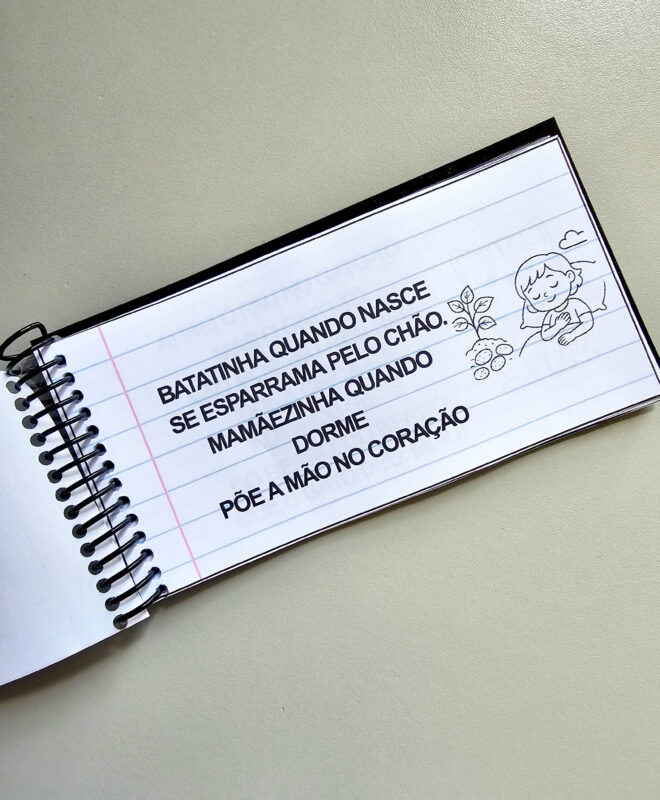 BATATINHA QUANDO NASCE
SE ESPARRAMA PELO CHÃO.
MAMÃEZINHA QUANDO
DORME
PÕE A MÃO NO CORAÇÃO